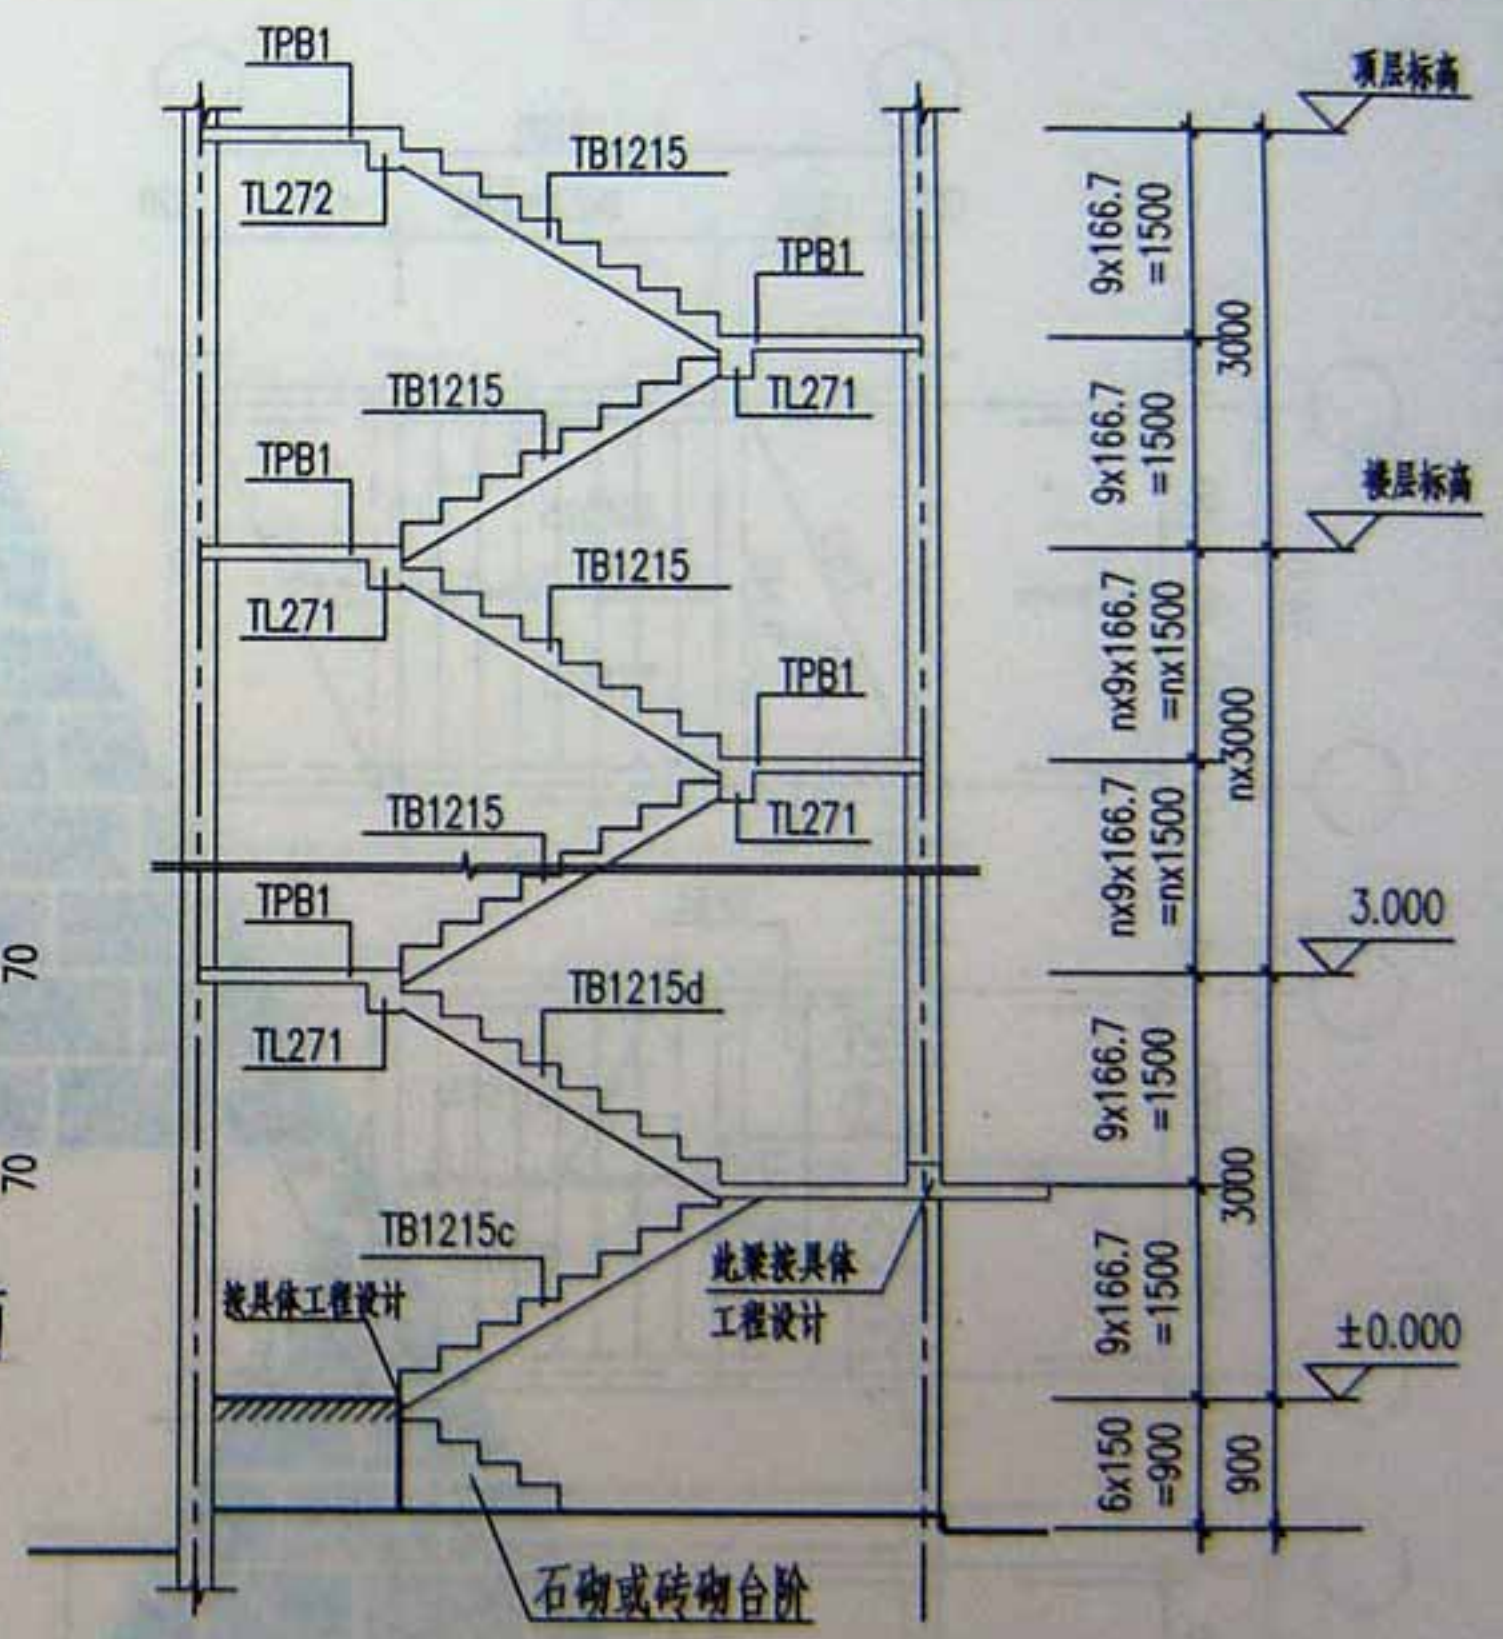 TPB1
顶层标高
TB1215
TL272
9x166.7
=1500
TPB1
3000
TB1215
TL271
9x166.7
=1500
TPB1
楼层标高
TB1215
TL271
nx9x166.7
=nx1500
TPB1
nx3000
TB1215
TL271
nx9x166.7
=nx1500
TPB1
3.000
70
TB1215d
TL271
9x166.7
=1500
70
3000
TB1215c
此梁按具体
工程设计
按具体工程设计
9x166.7
=1500
±0.000
6x150
=900
900
石砌或砖砌台阶